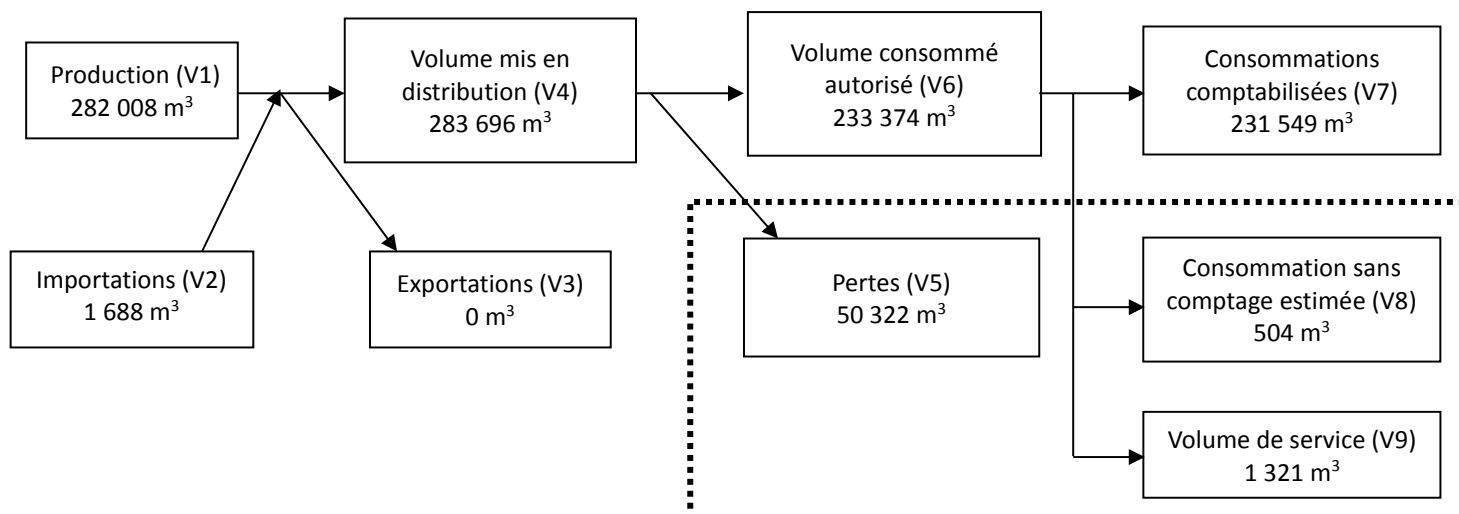 Production (V1)
282 008 m³
Volume mis en
distribution (V4)
283 696 m³
Volume consommé
autorisé (V6)
233 374 m³
Consommations
comptabilisées (V7)
231 549 m³
Importations (V2)
1 688 m³
Exportations (V3)
0 m³
Pertes (V5)
50 322 m³
Consommation sans
comptage estimée (V8)
504 m³
Volume de service (V9)
1 321 m³